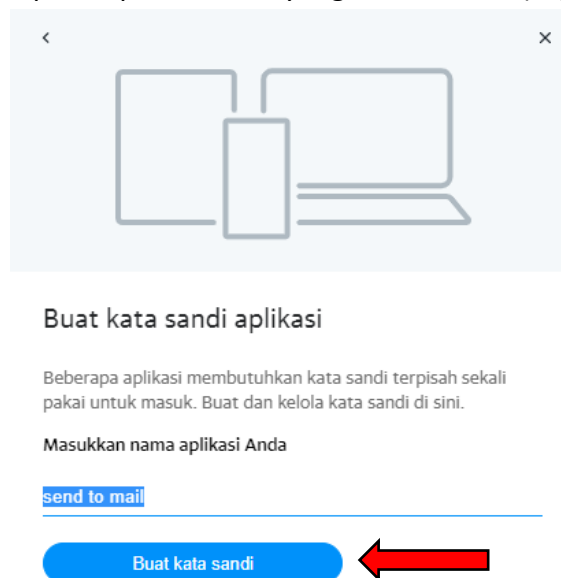 Buat kata sandi aplikasi
Beberapa aplikasi membutuhkan kata sandi terpisah sekali
pakai untuk masuk. Buat dan kelola kata sandi di sini.
Masukkan nama aplikasi Anda
send to mail
Buat kata sandi